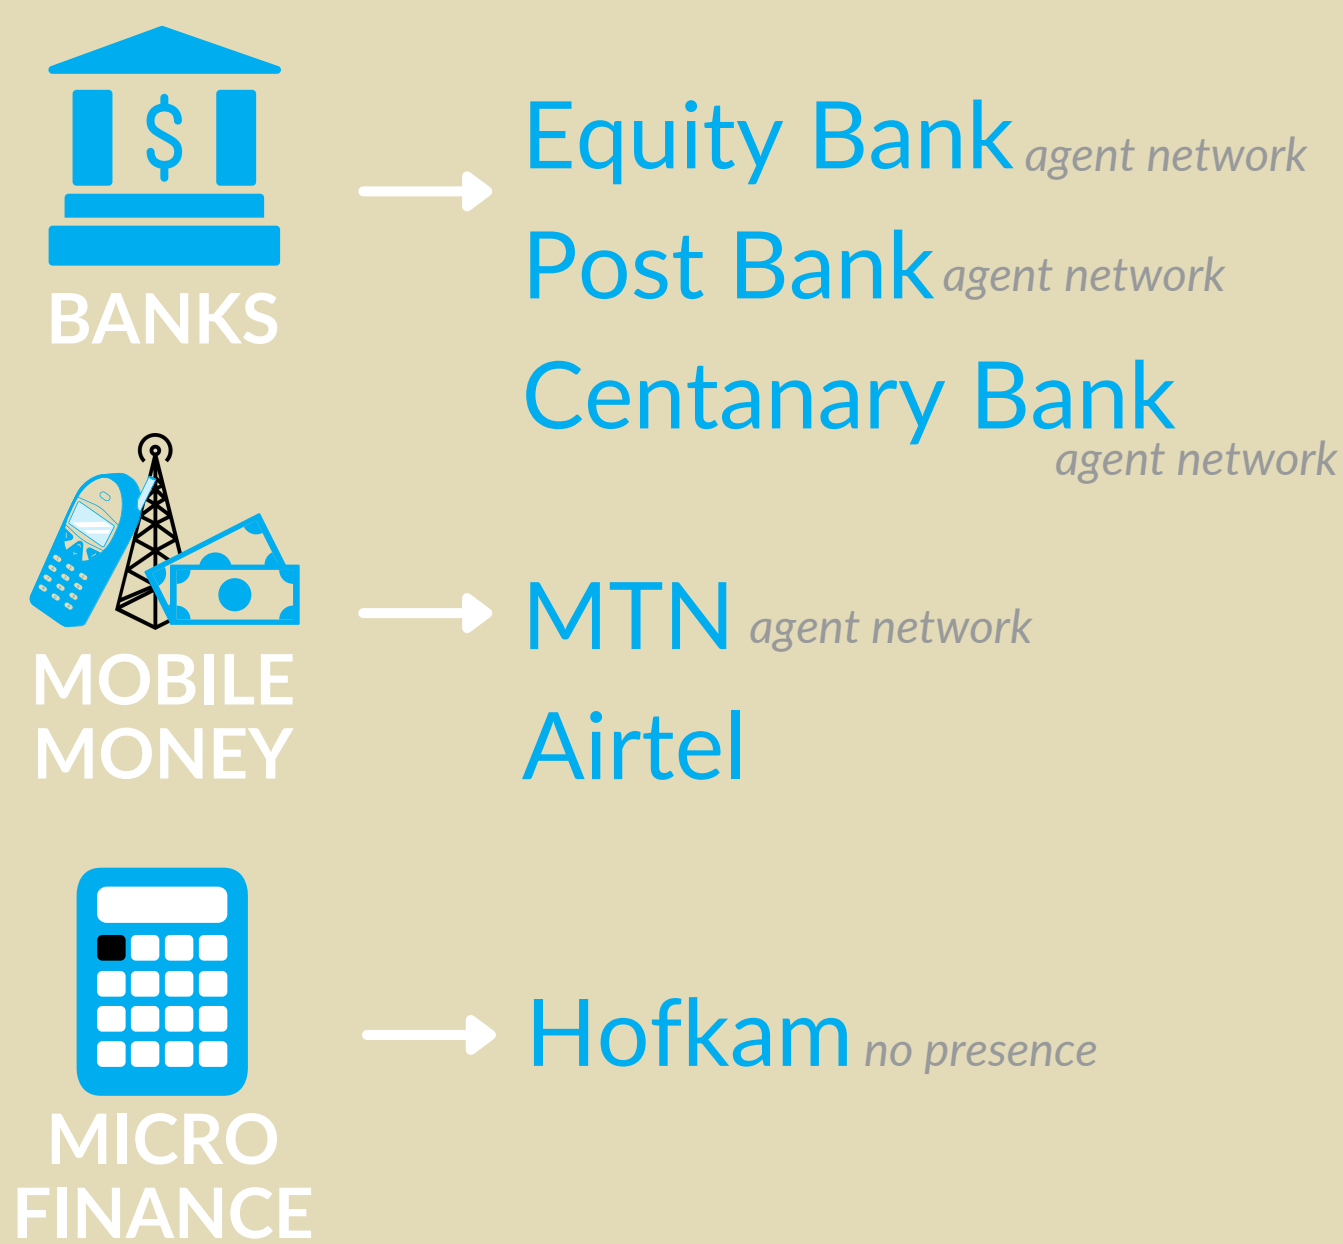 $
BANKS
Equity Bank agent network
Post Bank agent network
Centanary Bank
agent network
MOBILE
MONEY
MTN agent network
Airtel
MICRO
FINANCE
Hofkam no presence